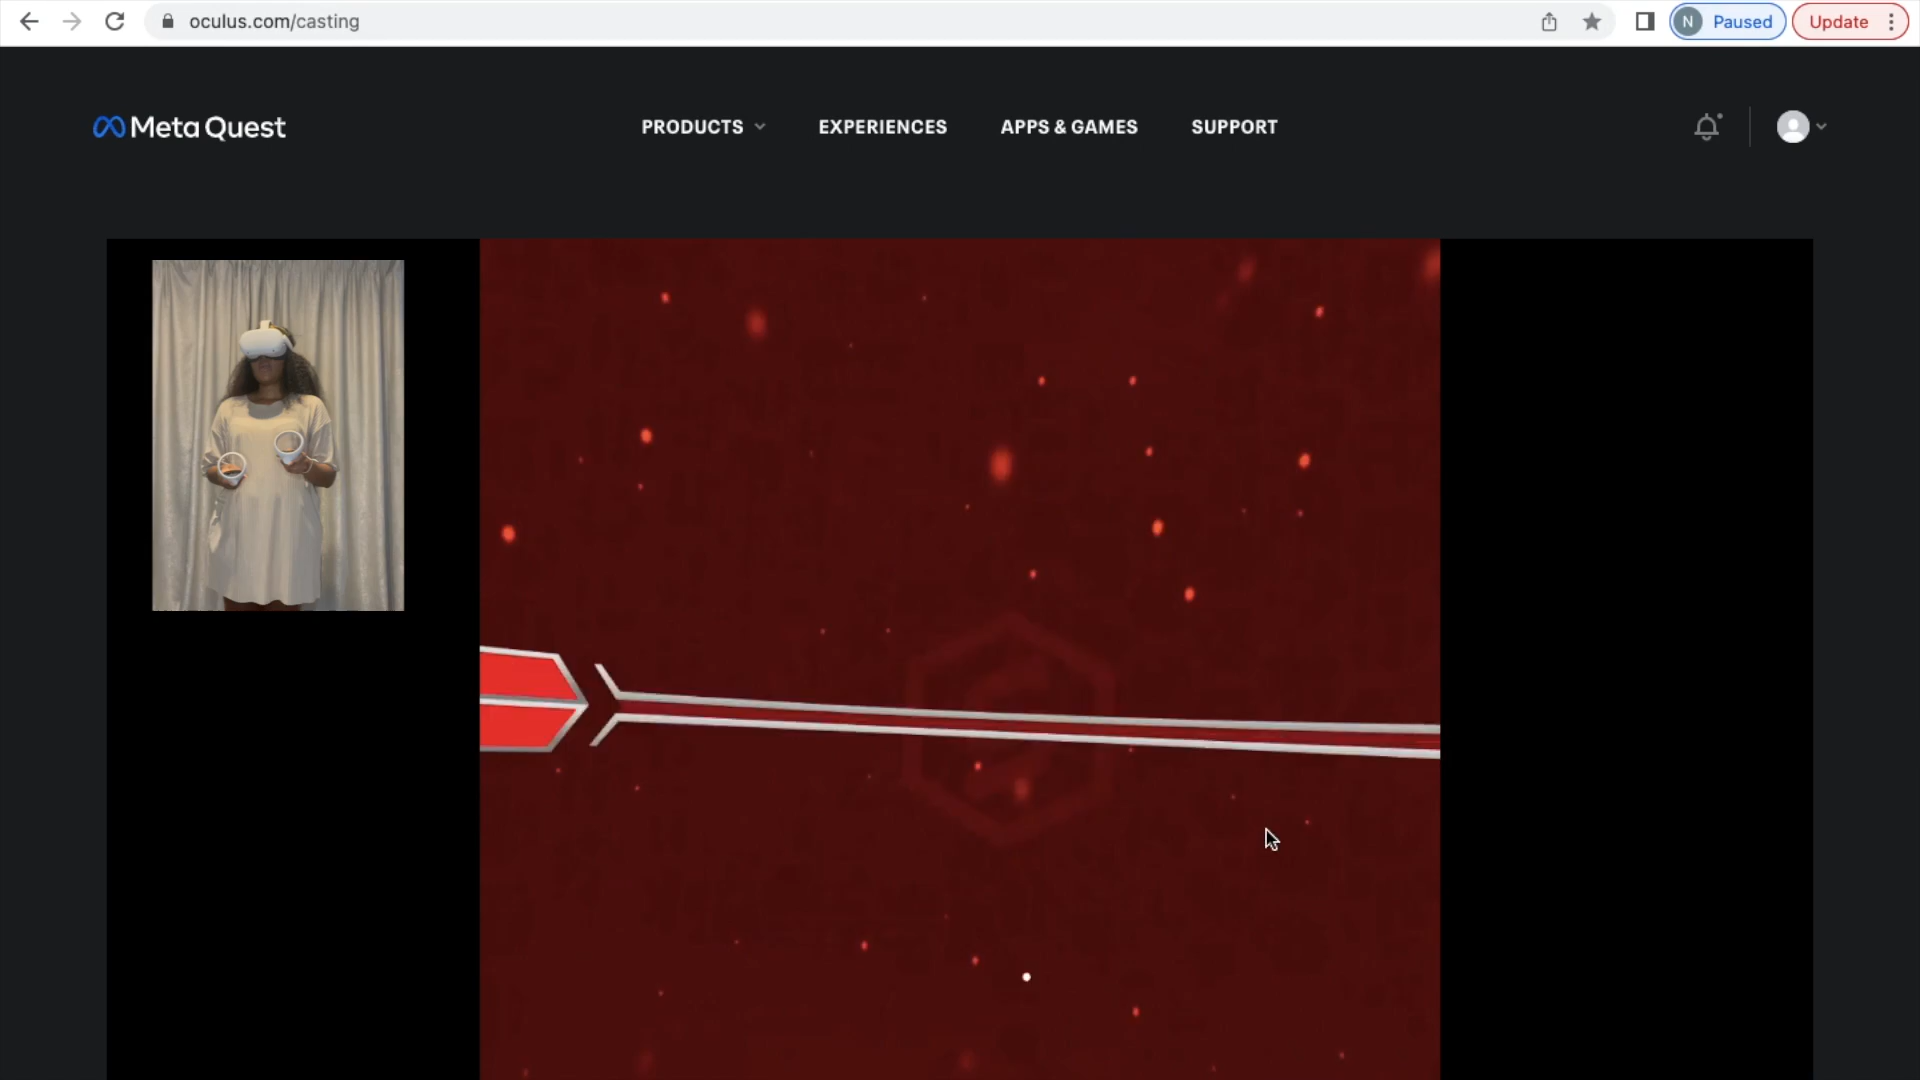 oculus.com/casting
N Paused
Update
Meta Quest
PRODUCTS EXPERIENCES APPS & GAMES SUPPORT